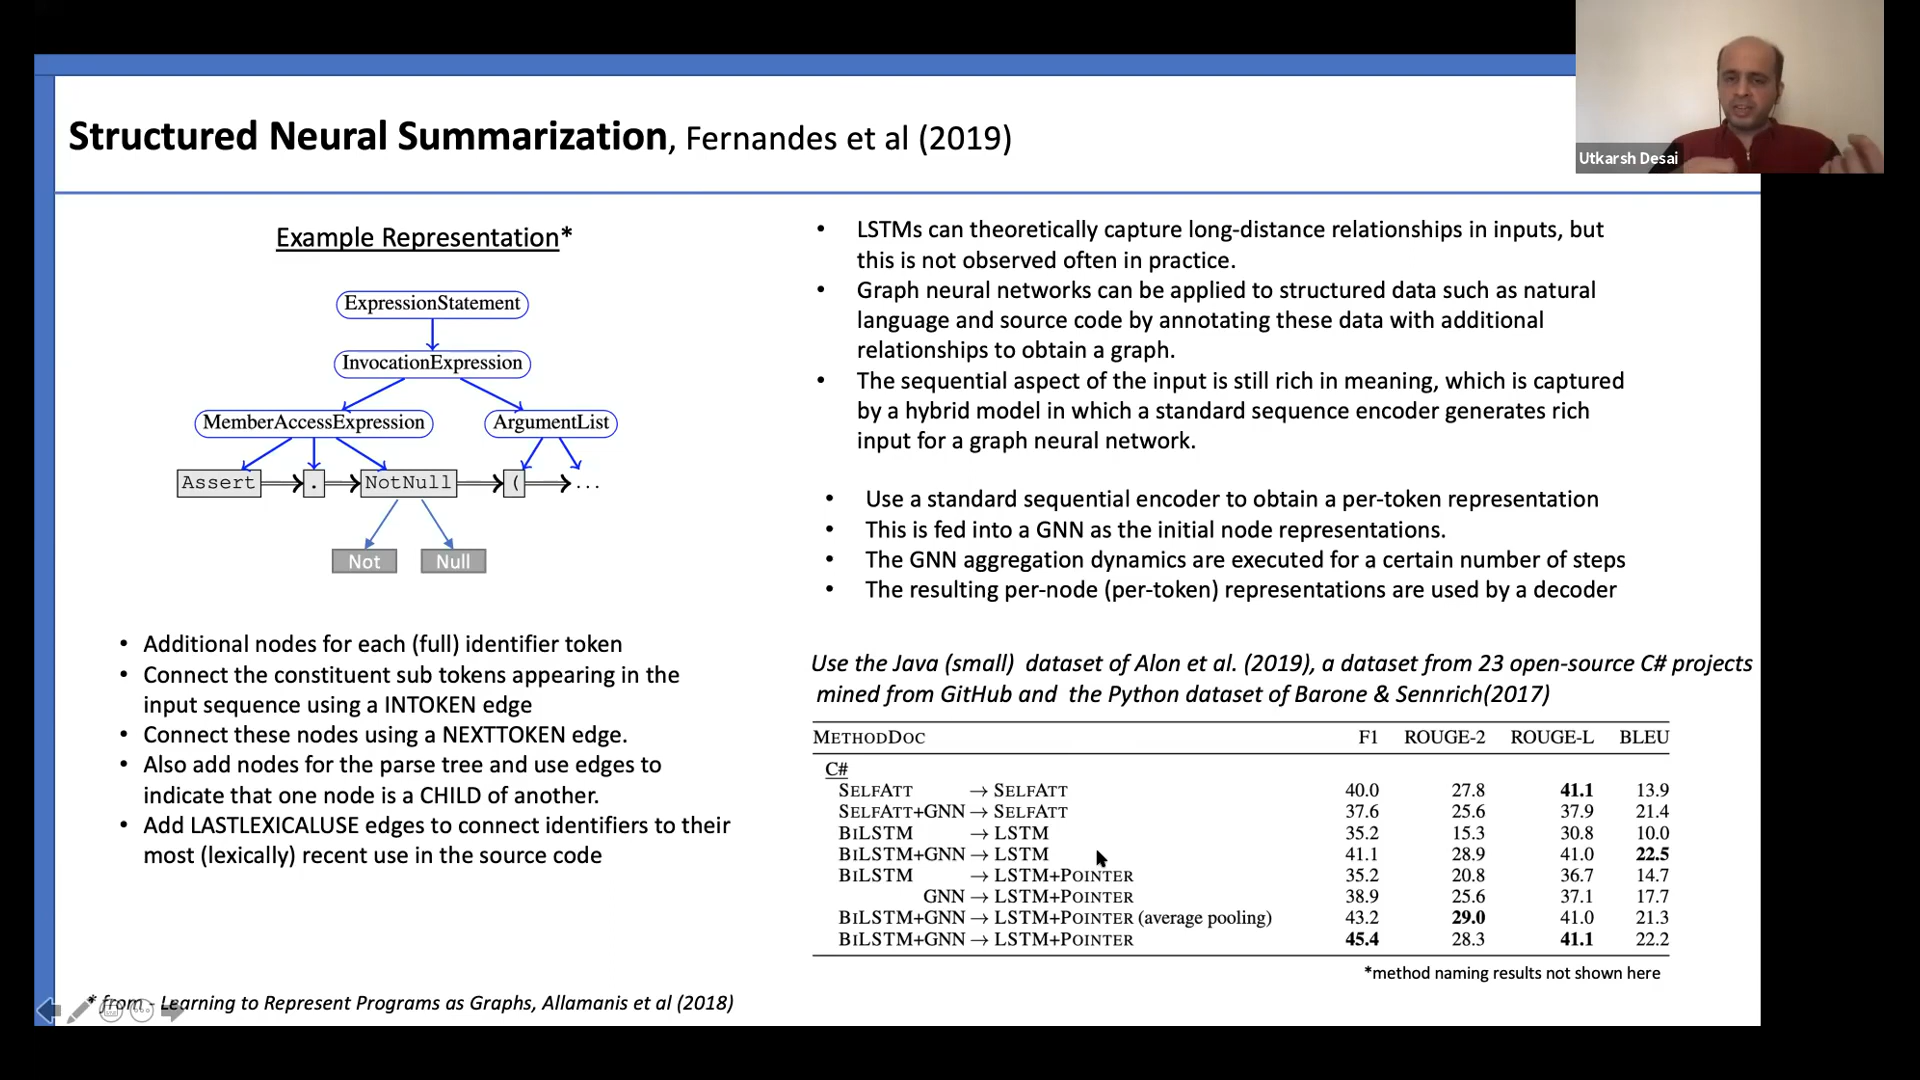 Structured Neural Summarization, Fernandes et al (2019)
Utkarsh Desai
Example Representation*
ExpressionStatement
InvocationExpression
MemberAccessExpression
ArgumentList
Assert . NotNull ( ...
Not Null
• Additional nodes for each (full) identifier token
• Connect the constituent sub tokens appearing in the
input sequence using a INTOKEN edge
• Connect these nodes using a NEXTTOKEN edge.
• Also add nodes for the parse tree and use edges to
indicate that one node is a CHILD of another.
• Add LASTLEXICALUSE edges to connect identifiers to their
most (lexically) recent use in the source code
* from - Learning to Represent Programs as Graphs, Allamanis et al (2018)
• LSTMs can theoretically capture long-distance relationships in inputs, but
this is not observed often in practice.
• Graph neural networks can be applied to structured data such as natural
language and source code by annotating these data with additional
relationships to obtain a graph.
• The sequential aspect of the input is still rich in meaning, which is captured
by a hybrid model in which a standard sequence encoder generates rich
input for a graph neural network.
• Use a standard sequential encoder to obtain a per-token representation
• This is fed into a GNN as the initial node representations.
• The GNN aggregation dynamics are executed for a certain number of steps
• The resulting per-node (per-token) representations are used by a decoder
Use the Java (small) dataset of Alon et al. (2019), a dataset from 23 open-source C# projects
mined from GitHub and the Python dataset of Barone & Sennrich(2017)
METHODDOC F1 ROUGE-2 ROUGE-L BLEU
C#
SELFATT → SELFATT 40.0 27.8 41.1 13.9
SELFATT+GNN → SELFATT 37.6 25.6 37.9 21.4
BILSTM → LSTM 35.2 15.3 30.8 10.0
BILSTM+GNN → LSTM 41.1 28.9 41.0 22.5
BILSTM → LSTM+POINTER 35.2 20.8 36.7 14.7
GNN → LSTM+POINTER 38.9 25.6 37.1 17.7
BILSTM+GNN → LSTM+POINTER (average pooling) 43.2 29.0 41.0 21.3
BILSTM+GNN → LSTM+POINTER 45.4 28.3 41.1 22.2
*method naming results not shown here